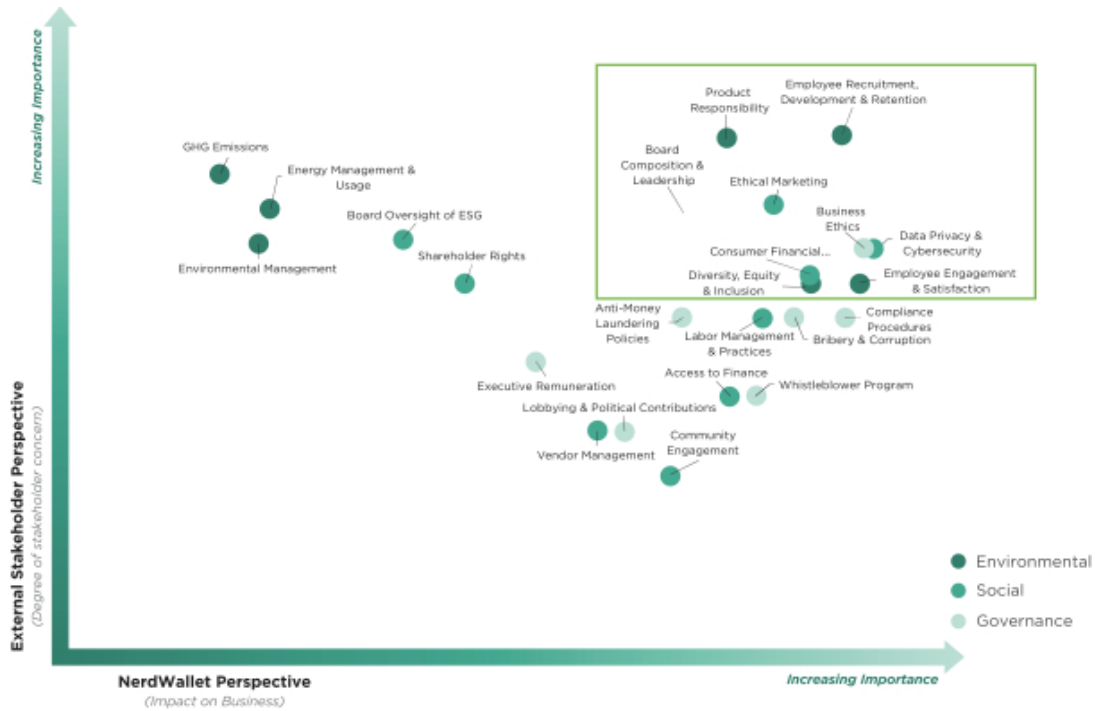 Increasing Importance
External Stakeholder Perspective
(Degree of stakeholder concern)
GHG Emissions
Energy Management &
Usage
Environmental Management
Board Oversight of ESG
Shareholder Rights
Product
Responsibility
Employee Recruitment,
Development & Retention
Board
Composition &
Leadership
Ethical Marketing
Business
Ethics
Data Privacy &
Cybersecurity
Consumer Financial...
Diversity, Equity
& Inclusion
Employee Engagement
& Satisfaction
Anti-Money
Laundering
Policies
Labor Management
& Practices
Bribery & Corruption
Compliance
Procedures
Executive Remuneration
Access to Finance
Whistleblower Program
Lobbying & Political Contributions
Vendor Management
Community
Engagement
Environmental
Social
Governance
NerdWallet Perspective
(Impact on Business)
Increasing Importance